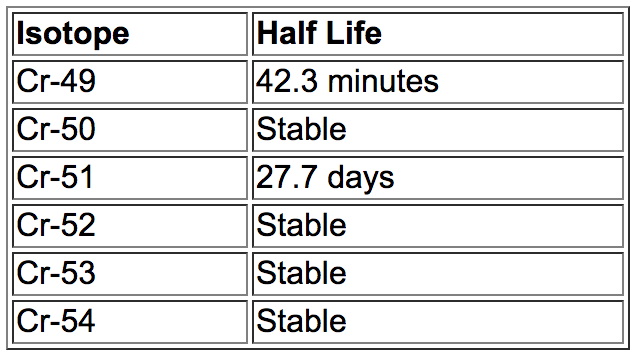 Isotope Half Life
Cr-49 42.3 minutes
Cr-50 Stable
Cr-51 27.7 days
Cr-52 Stable
Cr-53 Stable
Cr-54 Stable